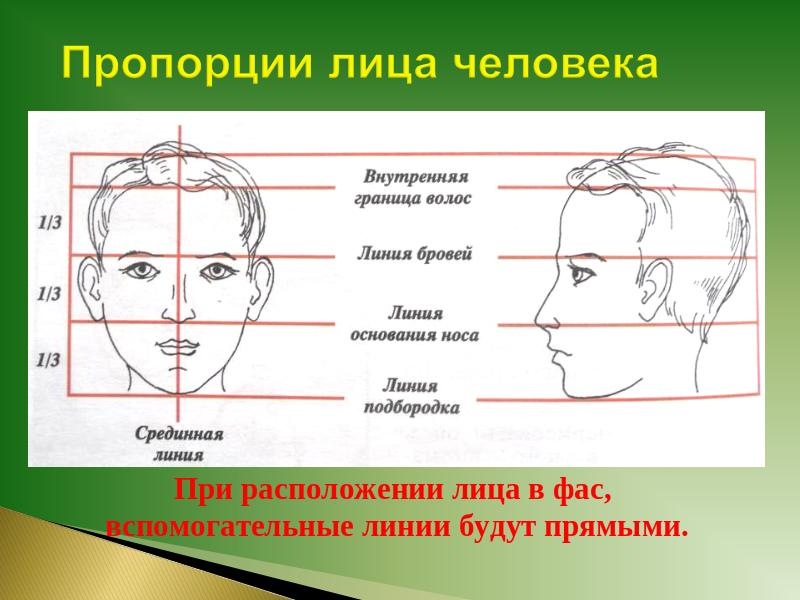 Пропорции лица человека
Внутренняя
граница волос
1/3
Линия бровей
1/3
Линия
основания носа
1/3
Линия
подбородка
Срединная
линия
При расположении лица в фас,
вспомогательные линии будут прямыми.